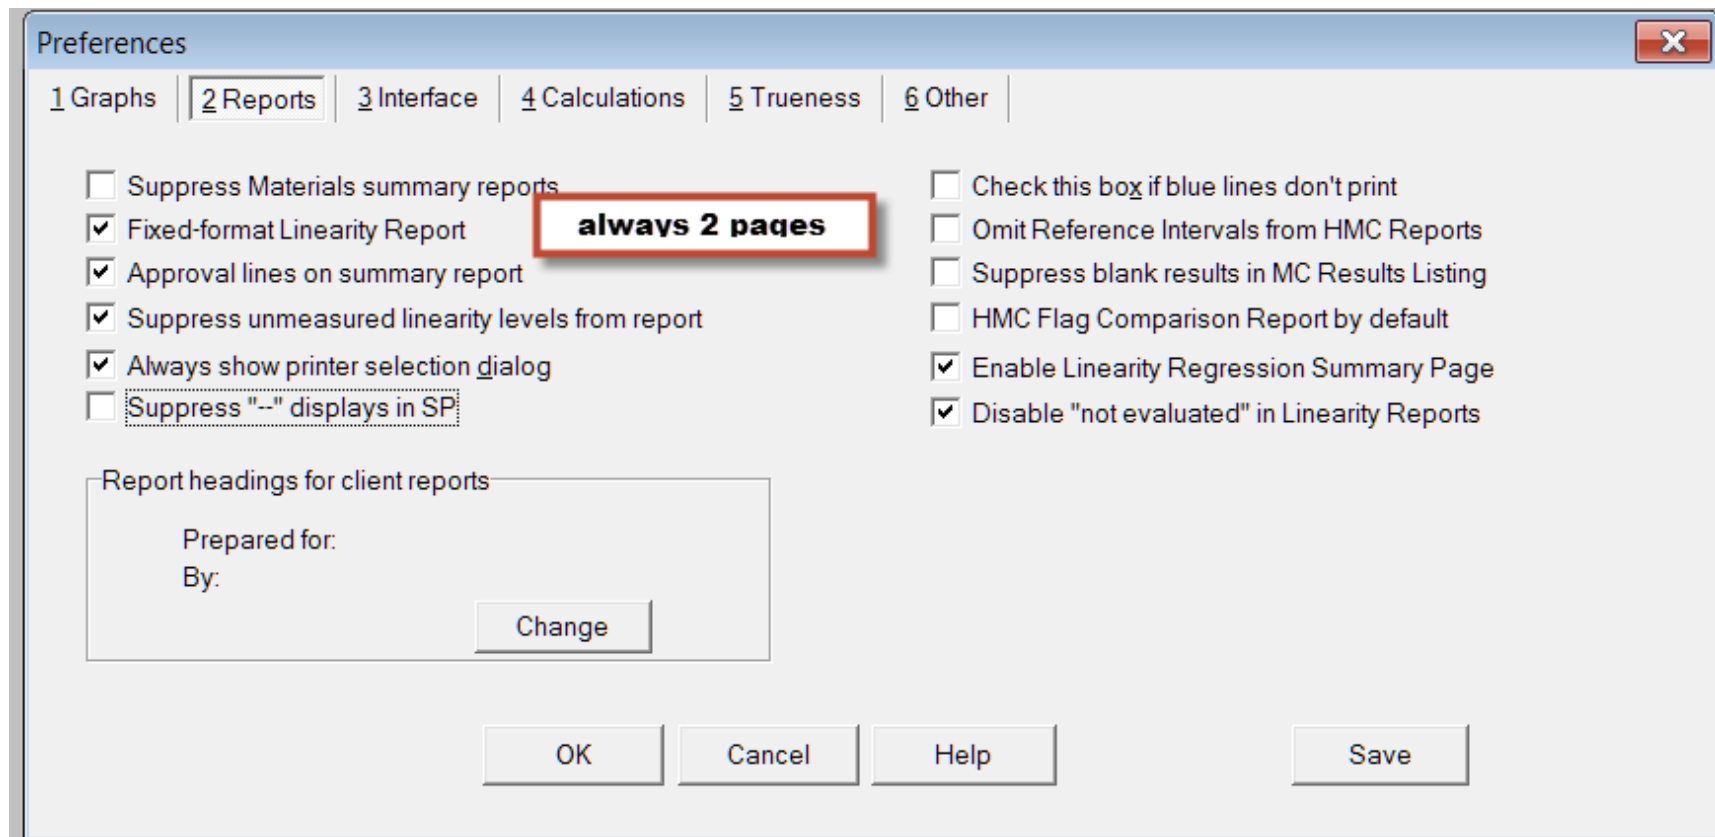 Preferences
1 Graphs
2 Reports
3 Interface
4 Calculations
5 Trueness
6 Other
Suppress Materials summary reports
Fixed-format Linearity Report
always 2 pages
Approval lines on summary report
Suppress unmeasured linearity levels from report
Always show printer selection dialog
Suppress "--" displays in SP
Check this box if blue lines don't print
Omit Reference Intervals from HMC Reports
Suppress blank results in MC Results Listing
HMC Flag Comparison Report by default
Enable Linearity Regression Summary Page
Disable "not evaluated" in Linearity Reports
Report headings for client reports
Prepared for:
By:
Change
OK
Cancel
Help
Save